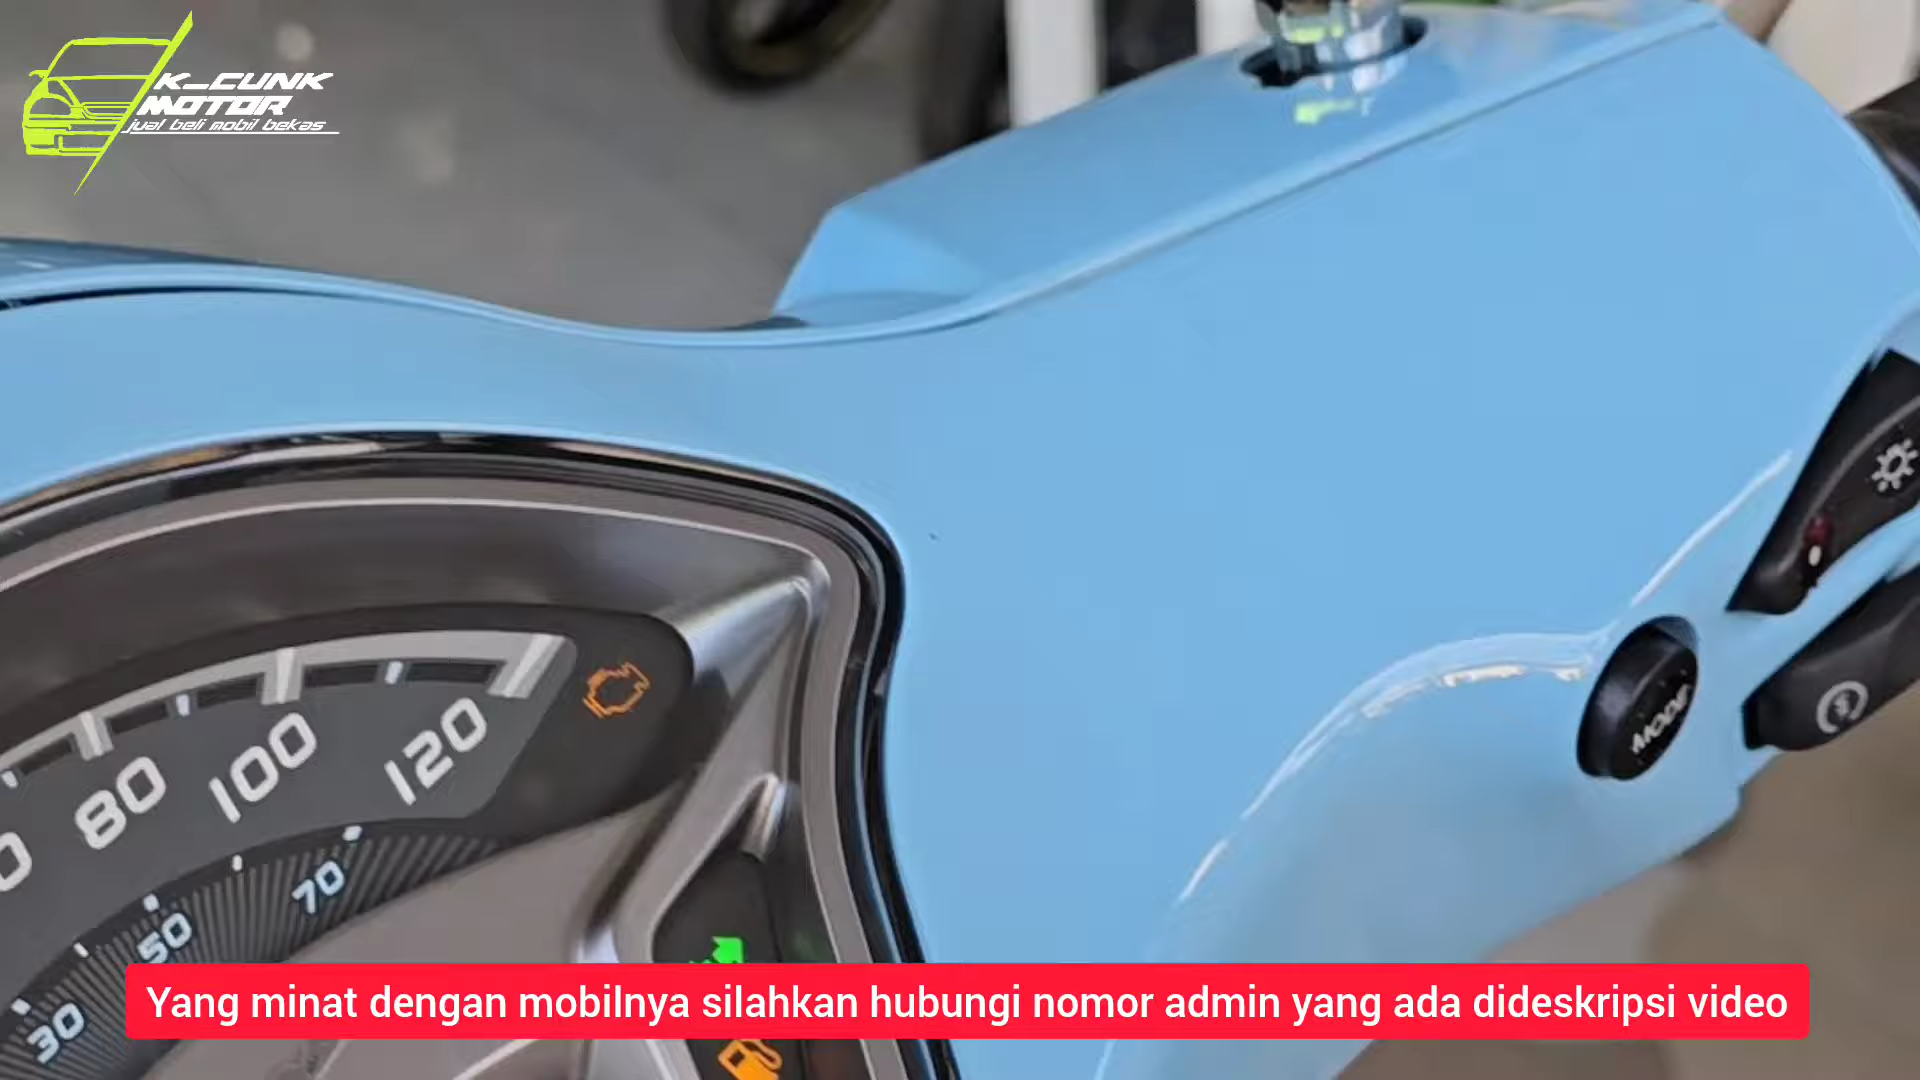 K_CUNK
MOTOR
jual beli mobil bekas
80
100
120
30
50
70
MODE
Yang minat dengan mobilnya silahkan hubungi nomor admin yang ada dideskripsi video